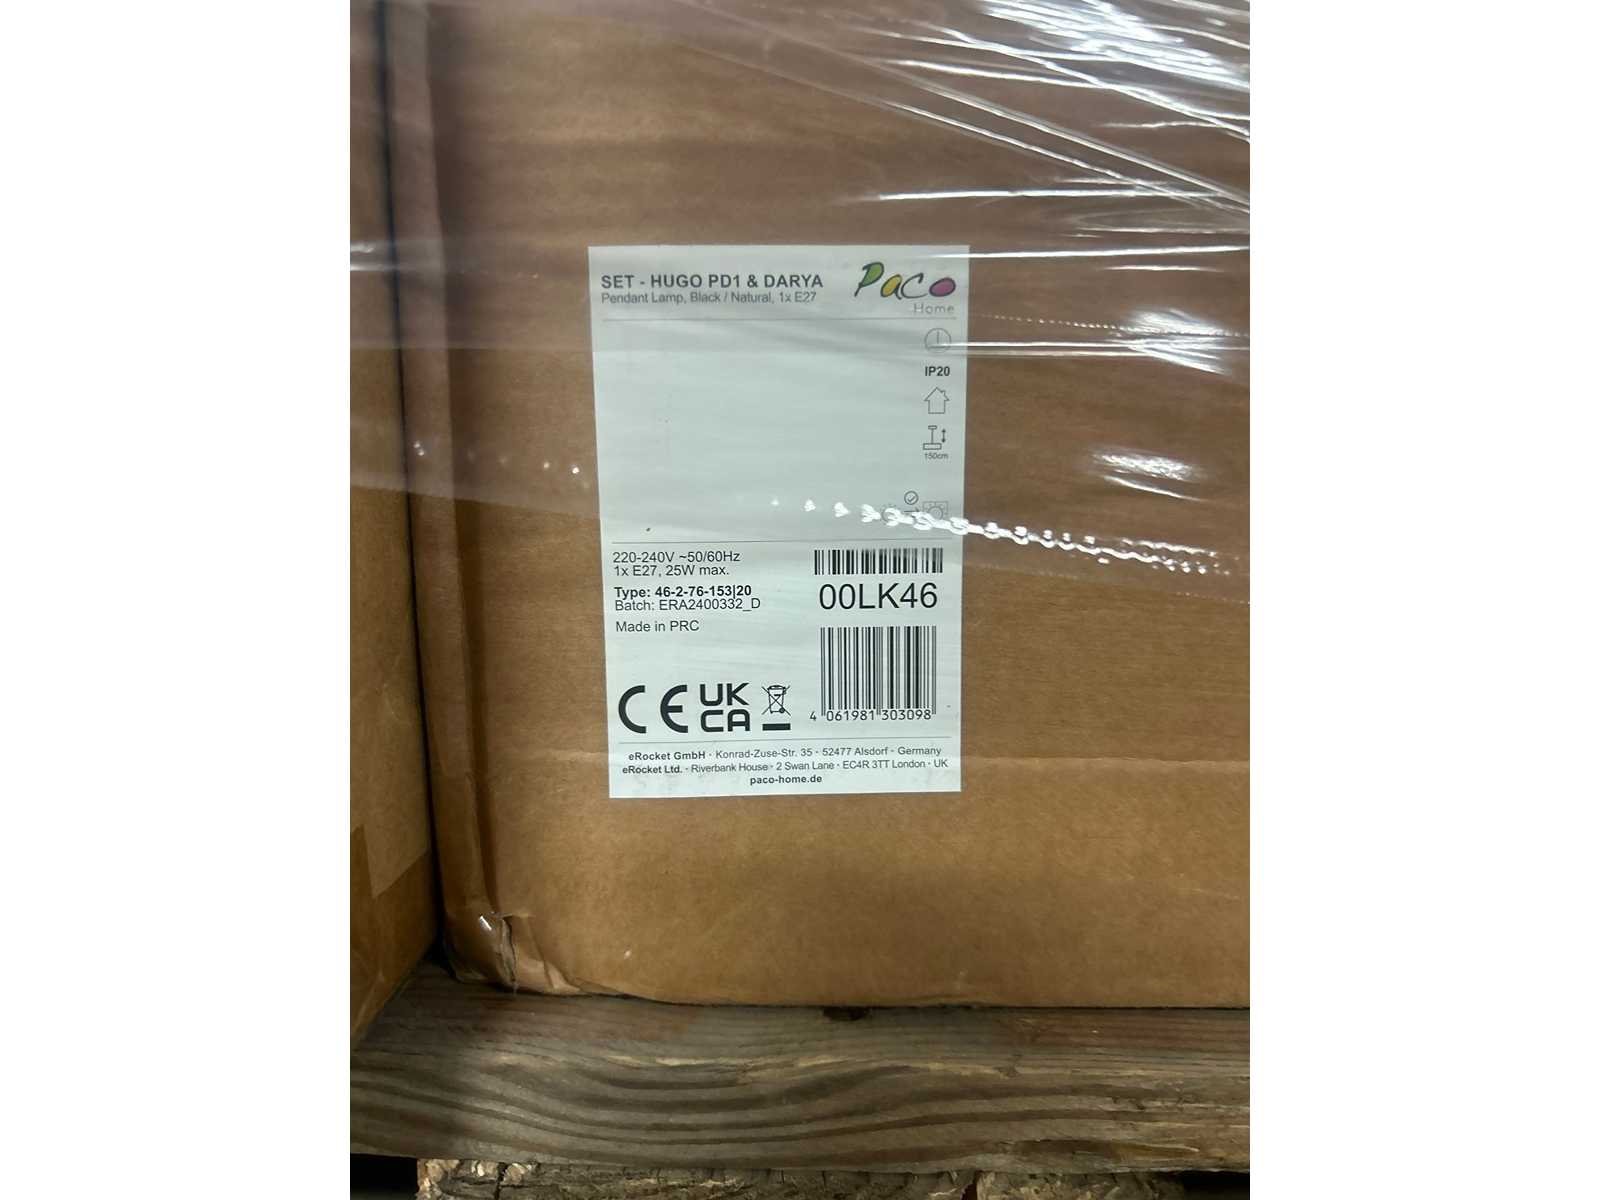 SET - HUGO PD1 & DARYA
Pendant Lamp, Black / Natural, 1x E27
Paco
Home
IP20
150cm
220-240V ~50/60Hz
1x E27, 25W max.
Type: 46-2-76-153|20
Batch: ERA2400332_D
Made in PRC
00LK46
4 061981 303098
CE
UK
CA
eRocket GmbH · Konrad-Zuse-Str. 35 · 52477 Alsdorf · Germany
eRocket Ltd. · Riverbank House · 2 Swan Lane · EC4R 3TT London · UK
paco-home.de